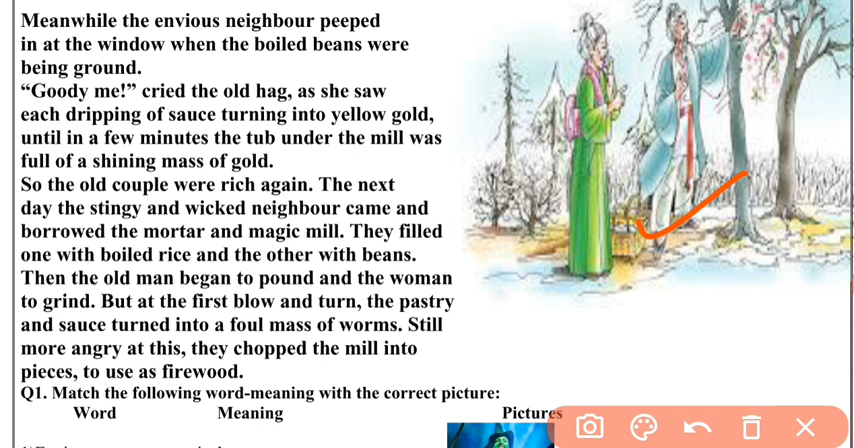 Meanwhile the envious neighbour peeped
in at the window when the boiled beans were
being ground.
“Goody me!” cried the old hag, as she saw
each dripping of sauce turning into yellow gold,
until in a few minutes the tub under the mill was
full of a shining mass of gold.
So the old couple were rich again. The next
day the stingy and wicked neighbour came and
borrowed the mortar and magic mill. They filled
one with boiled rice and the other with beans.
Then the old man began to pound and the woman
to grind. But at the first blow and turn, the pastry
and sauce turned into a foul mass of worms. Still
more angry at this, they chopped the mill into
pieces, to use as firewood.
Q1. Match the following word-meaning with the correct picture:
Word Meaning Pictures